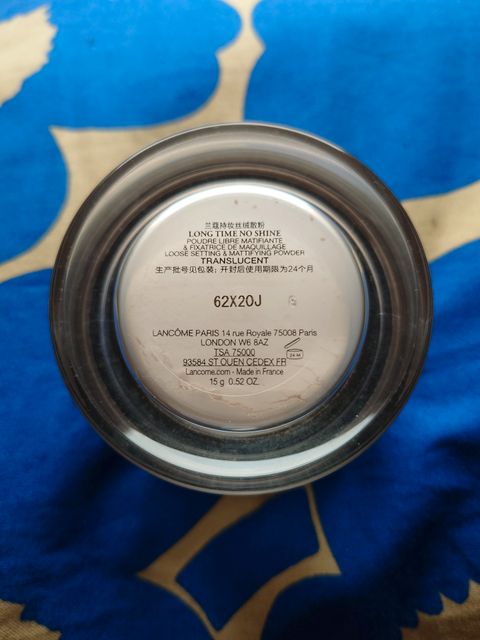 兰蔻持妆丝绒散粉
LONG TIME NO SHINE
POUDRE LIBRE MATIFIANTE
& FIXATRICE DE MAQUILLAGE
LOOSE SETTING & MATTIFYING POWDER
TRANSLUCENT
生产批号见包装; 开封后使用期限为24个月
62X20J
LANCÔME PARIS 14 rue Royale 75008 Paris
LONDON W6 8AZ
TSA 75000
93584 ST OUEN CEDEX FR
24 M
Lancome.com - Made in France
15 g 0.52 OZ.